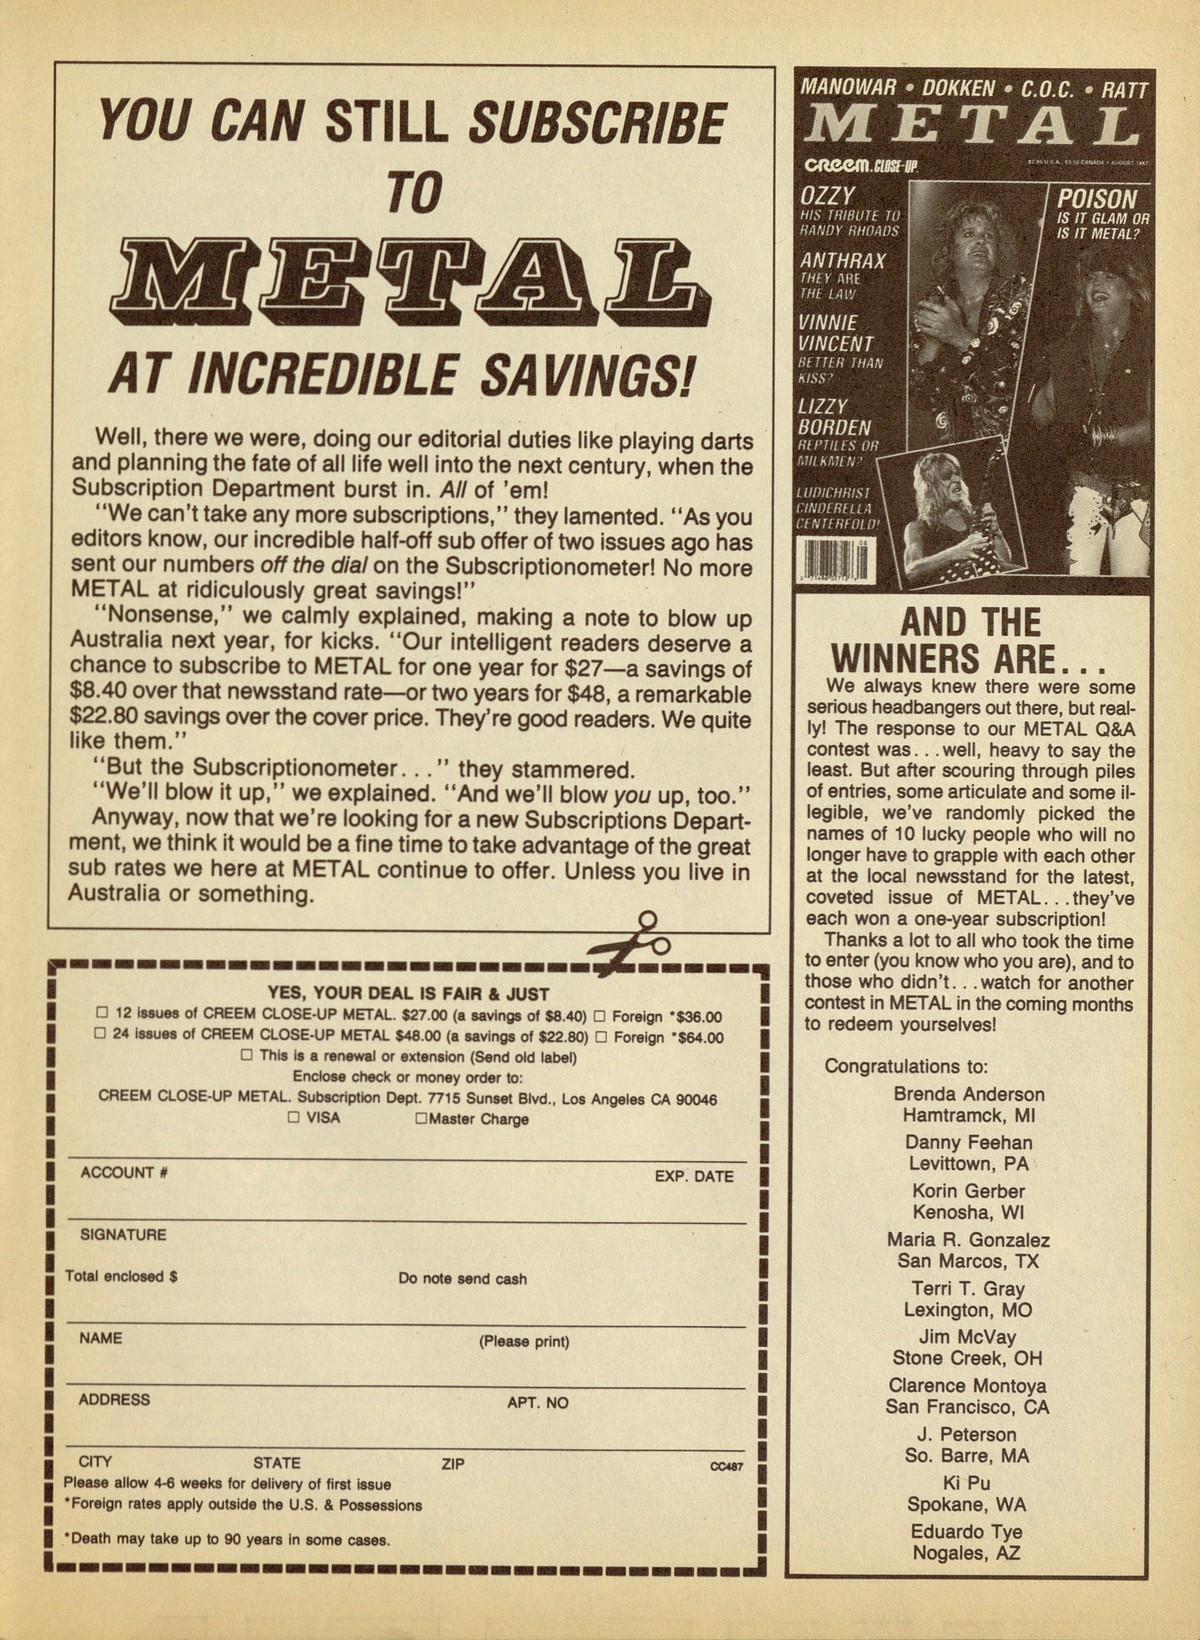 YOU CAN STILL SUBSCRIBE
TO
METAL
AT INCREDIBLE SAVINGS!
Well, there we were, doing our editorial duties like playing darts
and planning the fate of all life well into the next century, when the
Subscription Department burst in. All of 'em!
"We can't take any more subscriptions," they lamented. "As you
editors know, our incredible half-off sub offer of two issues ago has
sent our numbers off the dial on the Subscriptionometer! No more
METAL at ridiculously great savings!"
"Nonsense," we calmly explained, making a note to blow up
Australia next year, for kicks. "Our intelligent readers deserve a
chance to subscribe to METAL for one year for $27—a savings of
$8.40 over that newsstand rate—or two years for $48, a remarkable
$22.80 savings over the cover price. They're good readers. We quite
like them."
"But the Subscriptionometer..." they stammered.
"We'll blow it up," we explained. "And we'll blow you up, too."
Anyway, now that we're looking for a new Subscriptions Depart-
ment, we think it would be a fine time to take advantage of the great
sub rates we here at METAL continue to offer. Unless you live in
Australia or something.
YES, YOUR DEAL IS FAIR & JUST
☐ 12 issues of CREEM CLOSE-UP METAL. $27.00 (a savings of $8.40) ☐ Foreign *$36.00
☐ 24 issues of CREEM CLOSE-UP METAL $48.00 (a savings of $22.80) ☐ Foreign *$64.00
☐ This is a renewal or extension (Send old label)
Enclose check or money order to:
CREEM CLOSE-UP METAL. Subscription Dept. 7715 Sunset Blvd., Los Angeles CA 90046
☐ VISA ☐Master Charge
ACCOUNT # EXP. DATE
SIGNATURE
Total enclosed $ Do note send cash
NAME (Please print)
ADDRESS APT. NO
CITY STATE ZIP CC487
Please allow 4-6 weeks for delivery of first issue
*Foreign rates apply outside the U.S. & Possessions
*Death may take up to 90 years in some cases.
MANOWAR • DOKKEN • C.O.C. • RATT
METAL
CREEM. CLOSE-UP
$2.95 U.S.A., $3.50 CANADA • AUGUST 1987
OZZY
HIS TRIBUTE TO
RANDY RHOADS
ANTHRAX
THEY ARE
THE LAW
VINNIE
VINCENT
BETTER THAN
KISS?
LIZZY
BORDEN
REPTILES OR
MILKMEN?
LUDICHRIST
CINDERELLA
CENTERFOLD!
POISON
IS IT GLAM OR
IS IT METAL?
AND THE
WINNERS ARE...
We always knew there were some
serious headbangers out there, but real-
ly! The response to our METAL Q&A
contest was...well, heavy to say the
least. But after scouring through piles
of entries, some articulate and some il-
legible, we've randomly picked the
names of 10 lucky people who will no
longer have to grapple with each other
at the local newsstand for the latest,
coveted issue of METAL...they've
each won a one-year subscription!
Thanks a lot to all who took the time
to enter (you know who you are), and to
those who didn't...watch for another
contest in METAL in the coming months
to redeem yourselves!
Congratulations to:
Brenda Anderson
Hamtramck, MI
Danny Feehan
Levittown, PA
Korin Gerber
Kenosha, WI
Maria R. Gonzalez
San Marcos, TX
Terri T. Gray
Lexington, MO
Jim McVay
Stone Creek, OH
Clarence Montoya
San Francisco, CA
J. Peterson
So. Barre, MA
Ki Pu
Spokane, WA
Eduardo Tye
Nogales, AZ